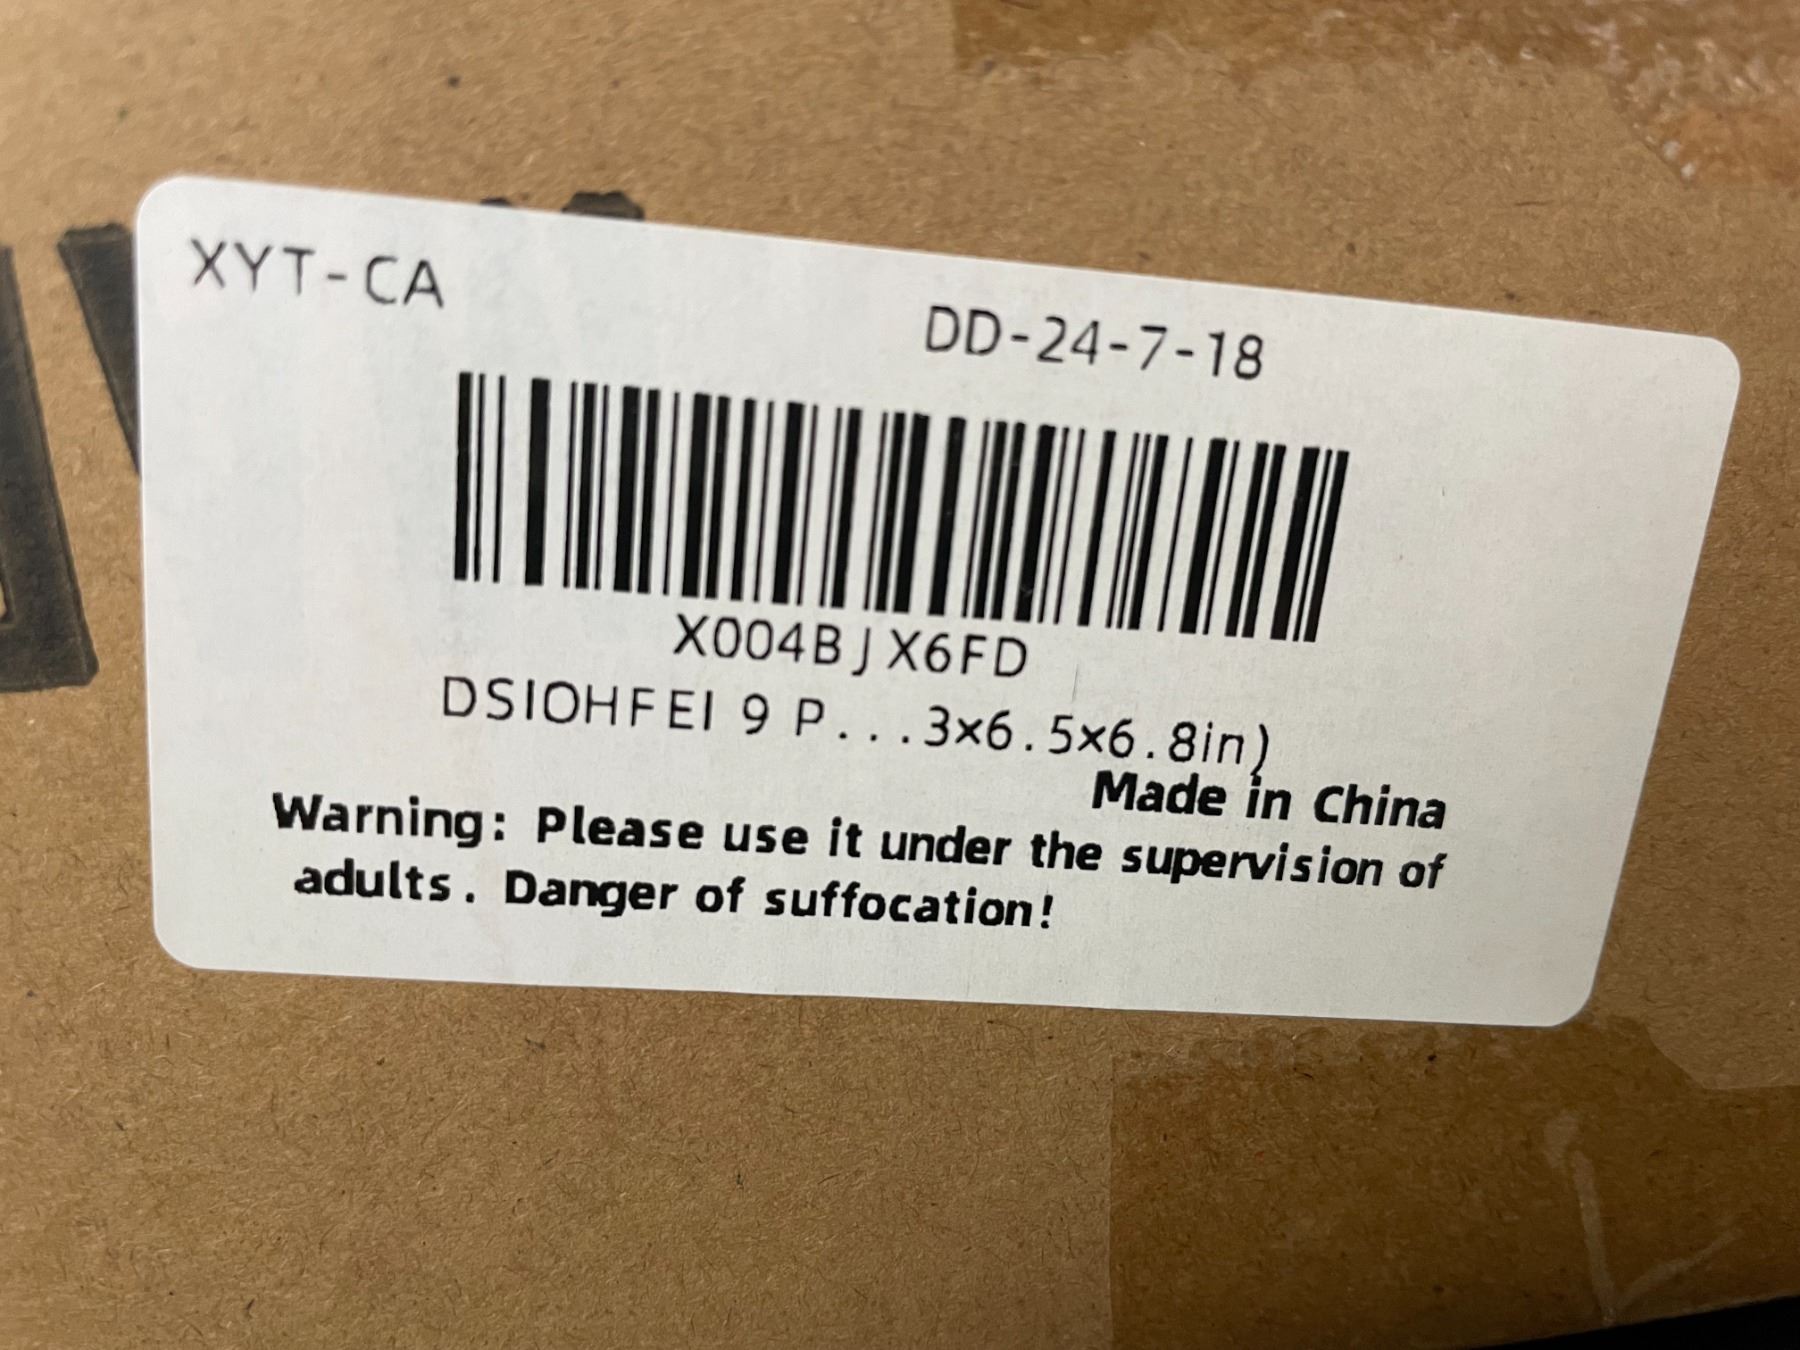 XYT-CA
DD-24-7-18
X004BJX6FD
DSIOHFEI 9 P...3×6.5×6.8in)
Made in China
Warning: Please use it under the supervision of
adults. Danger of suffocation!